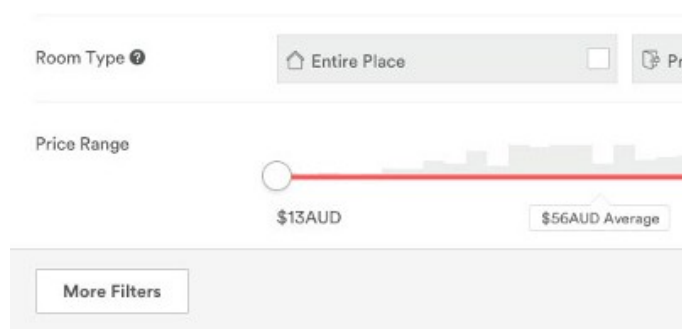 Room Type ?
Entire Place
Price Range
$13AUD
$56AUD Average
More Filters